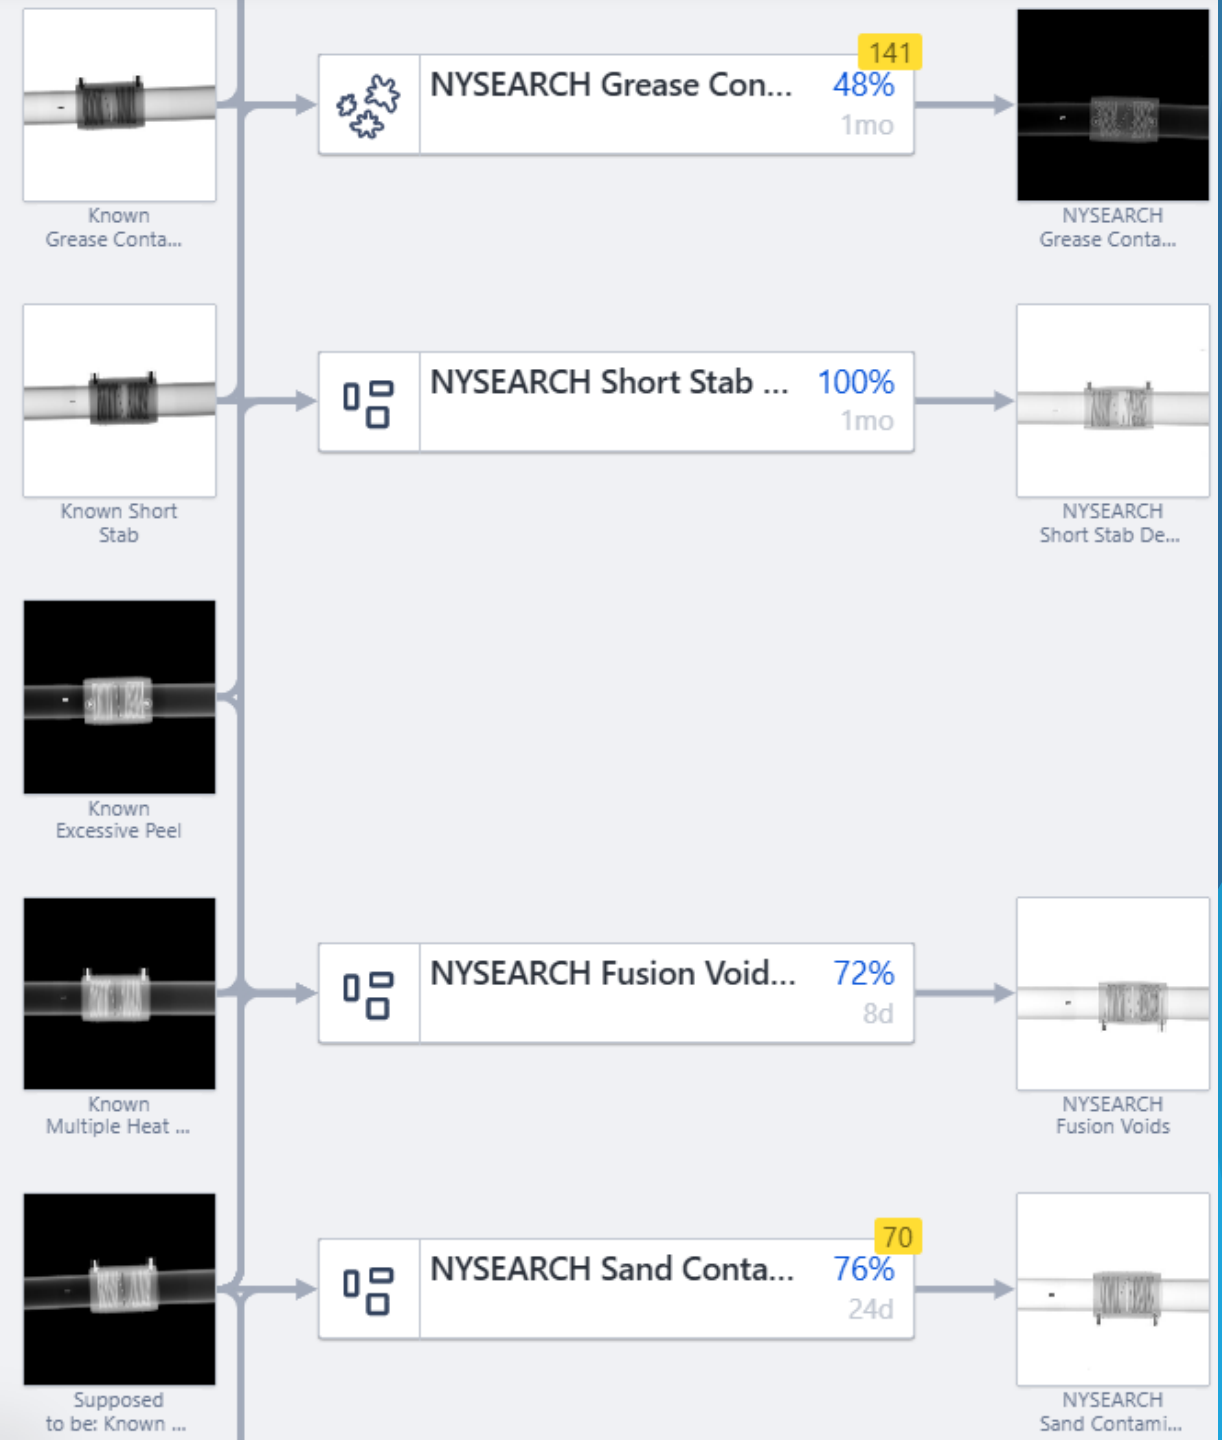 141
NYSEARCH Grease Con... 48%
1mo
Known
Grease Conta...
NYSEARCH
Grease Conta...
NYSEARCH Short Stab ... 100%
1mo
Known Short
Stab
NYSEARCH
Short Stab De...
Known
Excessive Peel
NYSEARCH Fusion Void... 72%
8d
Known
Multiple Heat ...
NYSEARCH
Fusion Voids
70
NYSEARCH Sand Conta... 76%
24d
Supposed
to be: Known ...
NYSEARCH
Sand Contami...